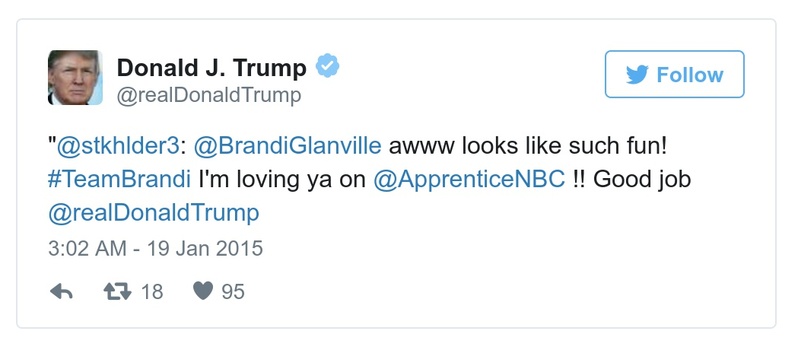 Donald J. Trump
@realDonaldTrump
Follow
"@stkhlder3: @BrandiGlanville awww looks like such fun!
#TeamBrandi I'm loving ya on @ApprenticeNBC !! Good job
@realDonaldTrump
3:02 AM - 19 Jan 2015
18 95